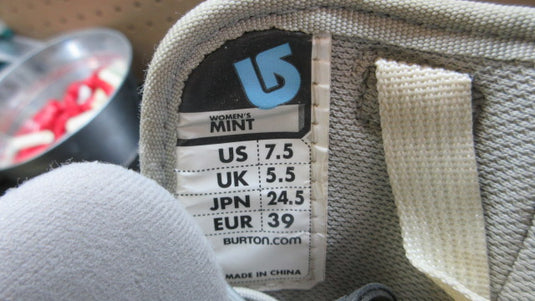 WOMEN'S
MINT
US 7.5
UK 5.5
JPN 24.5
EUR 39
BURTON.COM
MADE IN CHINA